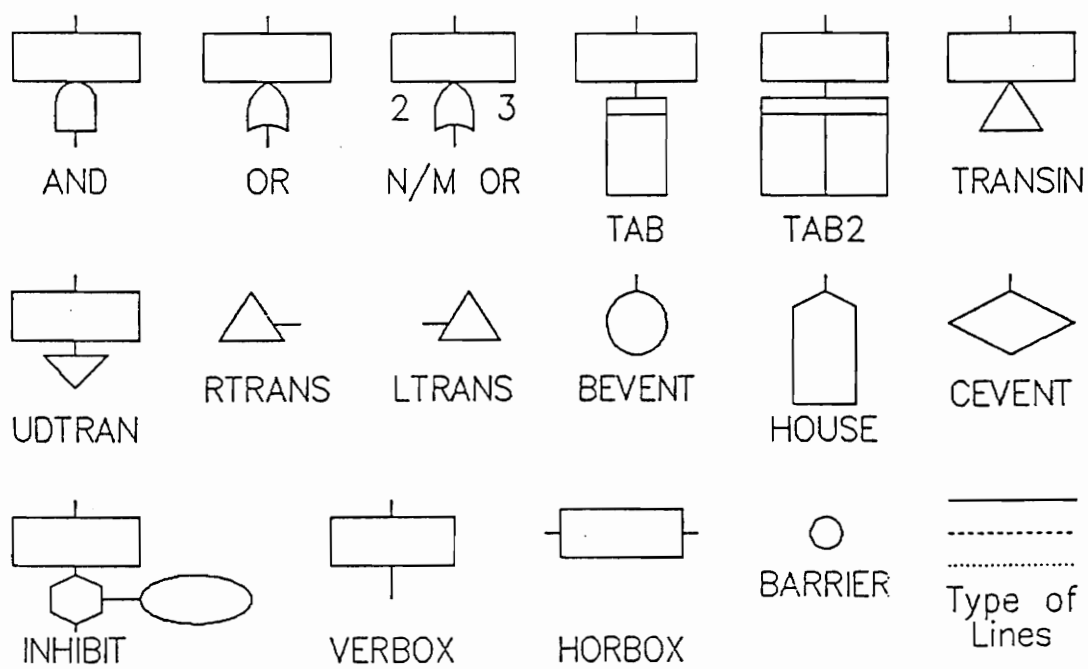 2 3
AND OR N/M OR TRANSIN
TAB TAB2
RTRANS LTRANS BEVENT CEVENT
UDTRAN HOUSE
BARRIER
Type of
Lines
INHIBIT VERBOX HORBOX